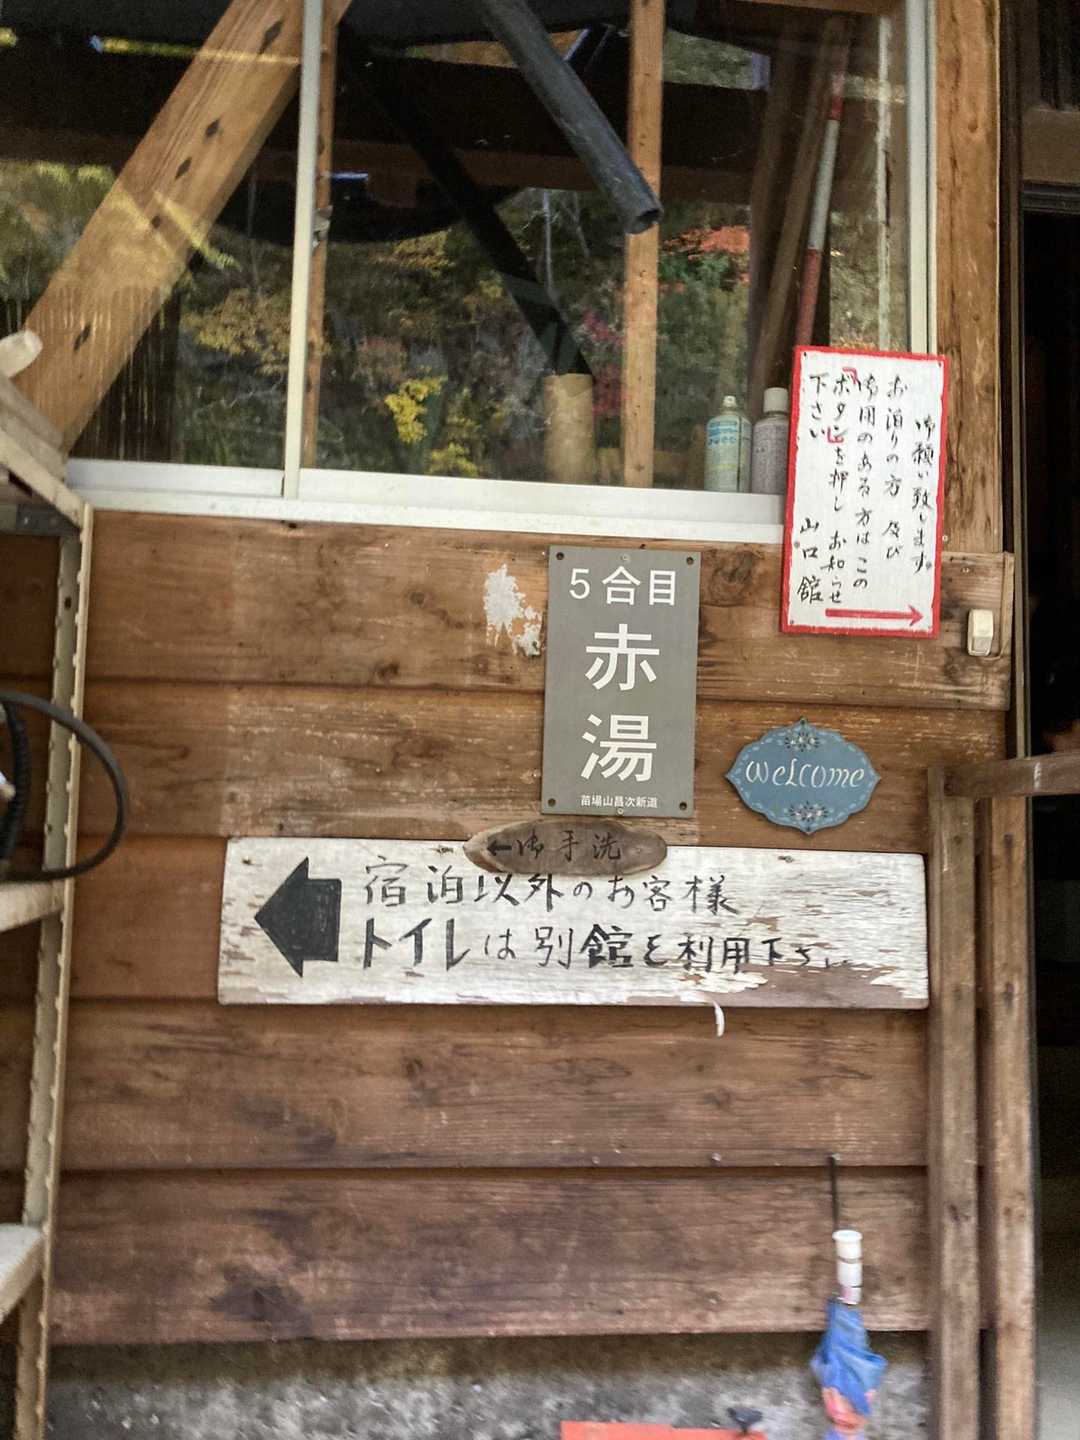 御願い致します。
お泊りの方 及び
御用のある方は この
ボタンを押し お知らせ
下さい
山口館
5合目
赤湯
苗場山昌次新道
welcome
←御手洗
宿泊以外のお客様
トイレは別館を利用下さい